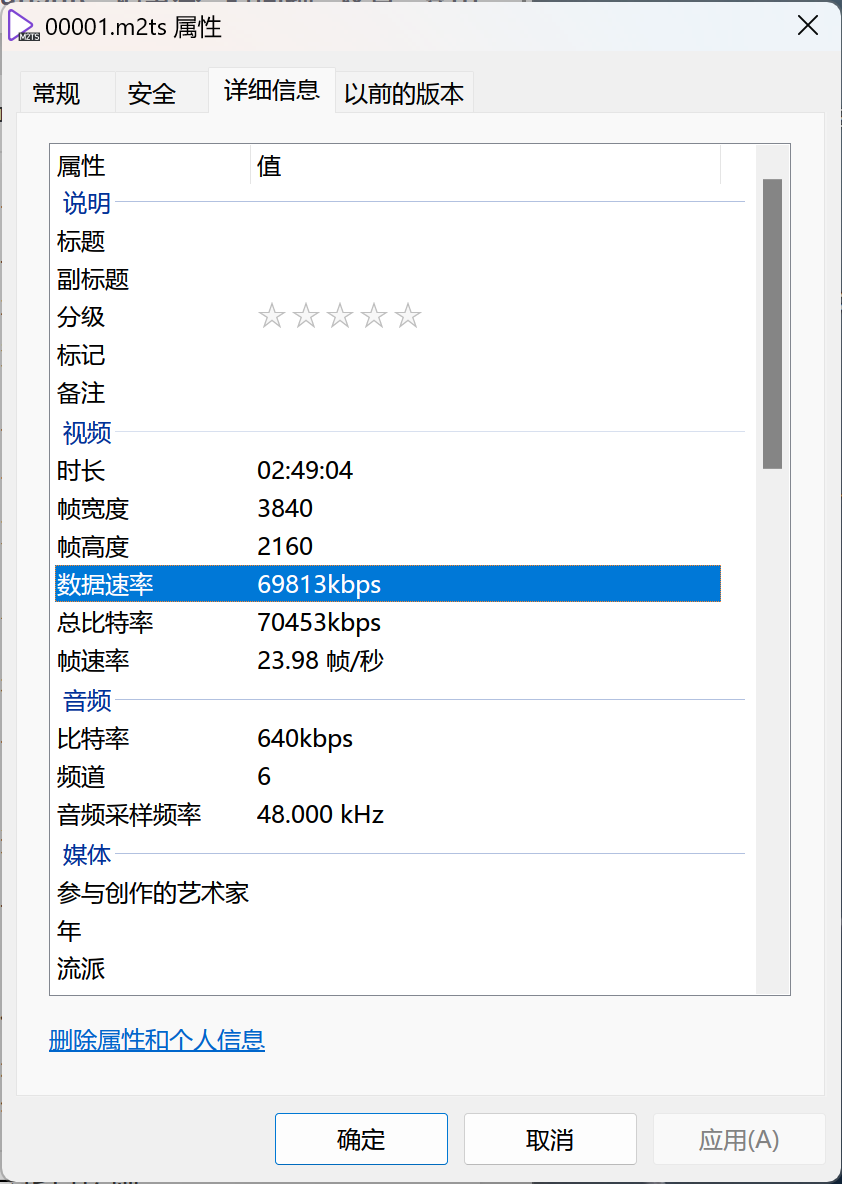 00001.m2ts 属性
常规 安全 详细信息 以前的版本
属性 值
说明
标题
副标题
分级 ☆☆☆☆☆
标记
备注
视频
时长 02:49:04
帧宽度 3840
帧高度 2160
数据速率 69813kbps
总比特率 70453kbps
帧速率 23.98 帧/秒
音频
比特率 640kbps
频道 6
音频采样频率 48.000 kHz
媒体
参与创作的艺术家
年
流派
删除属性和个人信息
确定 取消 应用(A)